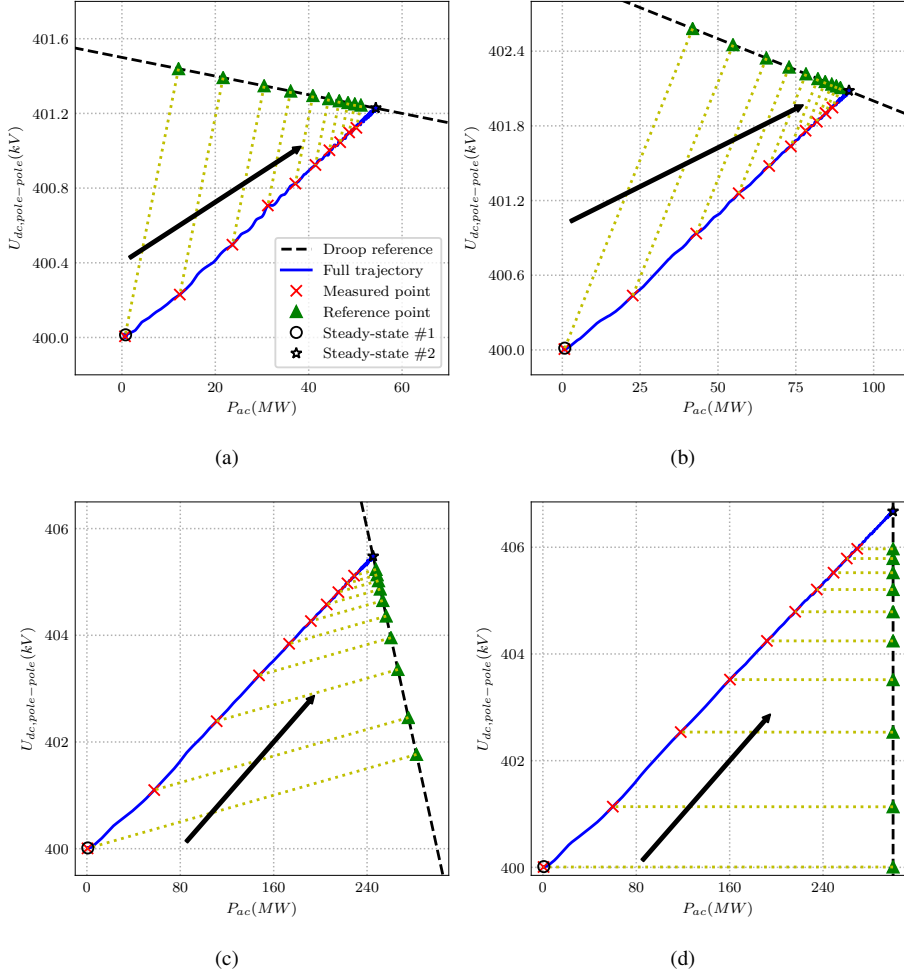 401.6
401.2
400.8
400.4
400.0
U_{dc,pole-pole}(kV)
0 20 40 60
P_{ac}(MW)
Droop reference
Full trajectory
Measured point
Reference point
Steady-state #1
Steady-state #2
(a)
402.4
401.8
401.2
400.6
400.0
U_{dc,pole-pole}(kV)
0 25 50 75 100
P_{ac}(MW)
(b)
406
404
402
400
U_{dc,pole-pole}(kV)
0 80 160 240
P_{ac}(MW)
(c)
406
404
402
400
U_{dc,pole-pole}(kV)
0 80 160 240
P_{ac}(MW)
(d)